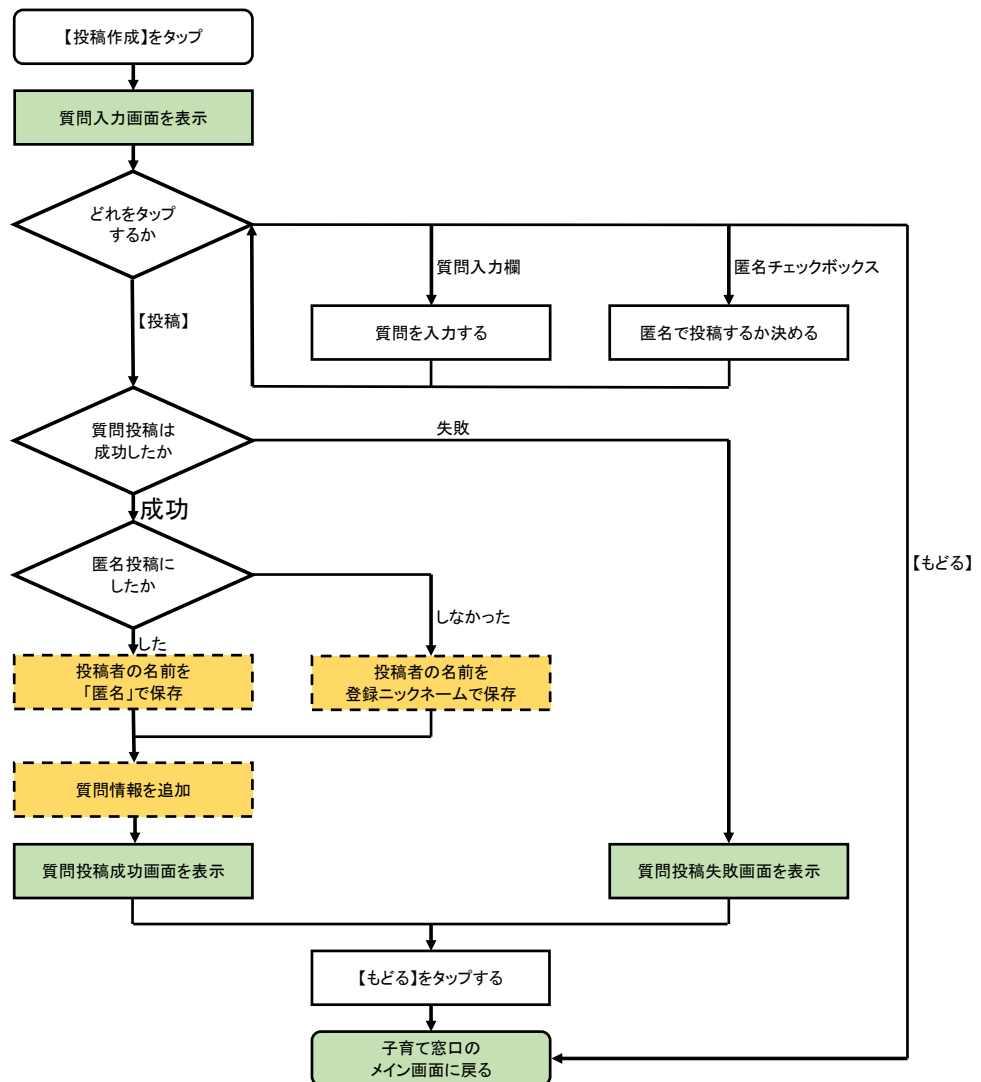 【投稿作成】をタップ
質問入力画面を表示
どれをタップ
するか
質問入力欄
匿名チェックボックス
【投稿】
質問を入力する
匿名で投稿するか決める
質問投稿は
成功したか
失敗
成功
匿名投稿に
したか
【もどる】
しなかった
した
投稿者の名前を
「匿名」で保存
投稿者の名前を
登録ニックネームで保存
質問情報を追加
質問投稿成功画面を表示
質問投稿失敗画面を表示
【もどる】をタップする
子育て窓口の
メイン画面に戻る